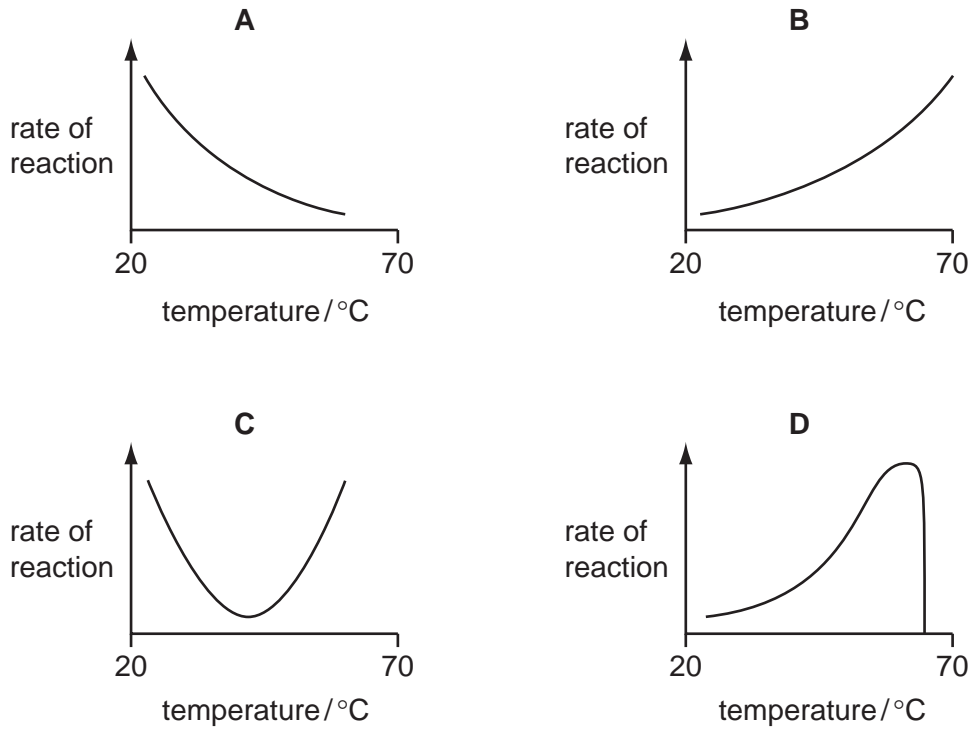 A
rate of
reaction
20
70
temperature / °C
B
rate of
reaction
20
70
temperature / °C
C
rate of
reaction
20
70
temperature / °C
D
rate of
reaction
20
70
temperature / °C